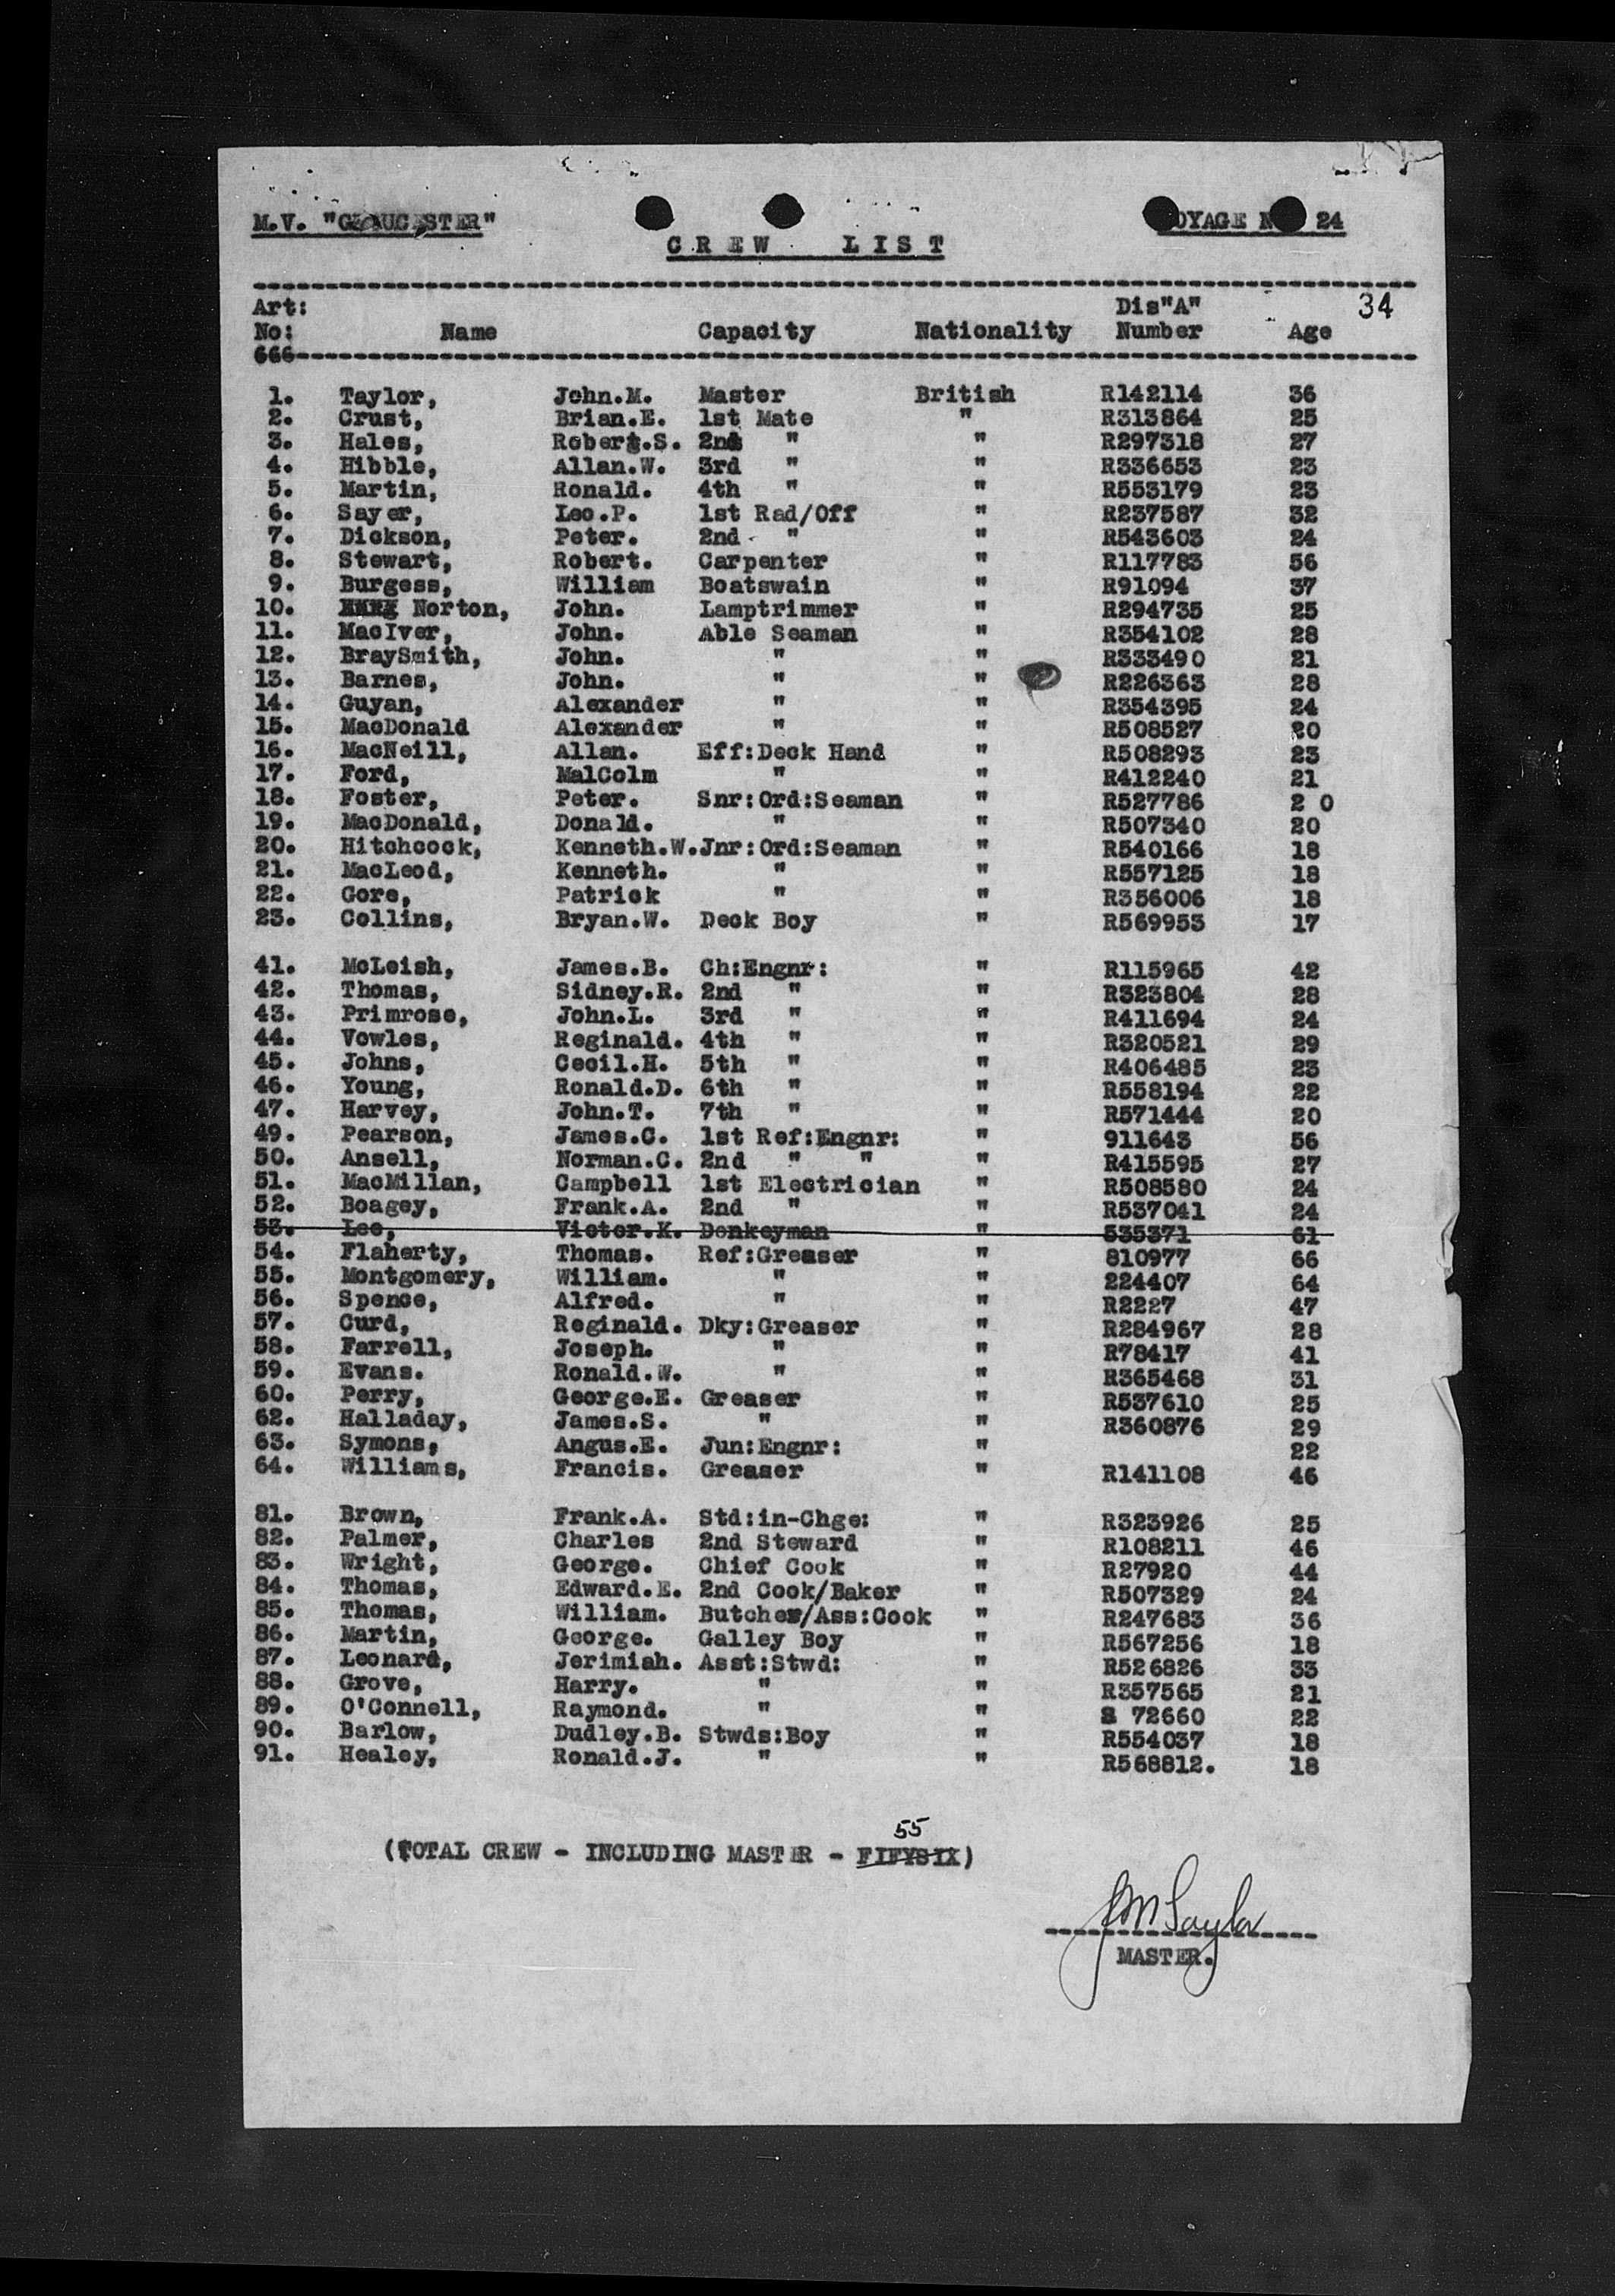 M.V. "GLOUCESTER" VOYAGE No 24
CREW LIST
34
Art: Dis"A"
No: Name Capacity Nationality Number Age
1. Taylor, John.M. Master British R142114 36
2. Crust, Brian.E. 1st Mate " R313864 25
3. Hales, Robert.S. 2nd " " R297318 27
4. Hibble, Allan.W. 3rd " " R336653 23
5. Martin, Ronald. 4th " " R553179 23
6. Sayer, Leo.P. 1st Rad/Off " R237587 32
7. Dickson, Peter. 2nd " " R543603 24
8. Stewart, Robert. Carpenter " R117783 56
9. Burgess, William Boatswain " R91094 37
10. Norton, John. Lamptrimmer " R294735 25
11. MacIver, John. Able Seaman " R354102 28
12. BraySmith, John. " " R333490 21
13. Barnes, John. " " R226363 28
14. Guyan, Alexander " " R354395 24
15. MacDonald Alexander " " R508527 20
16. MacNeill, Allan. Eff:Deck Hand " R508293 23
17. Ford, MalColm " " R412240 21
18. Foster, Peter. Snr:Ord:Seaman " R527786 2 0
19. MacDonald, Donald. " " R507340 20
20. Hitchcock, Kenneth.W.Jnr:Ord:Seaman " R540166 18
21. MacLeod, Kenneth. " " R557125 18
22. Gore, Patrick " " R356006 18
23. Collins, Bryan.W. Deck Boy " R569953 17
41. McLeish, James.B. Ch:Engnr: " R115965 42
42. Thomas, Sidney.R. 2nd " " R323804 28
43. Primrose, John.L. 3rd " " R411694 24
44. Vowles, Reginald. 4th " " R320521 29
45. Johns, Cecil.H. 5th " " R406485 23
46. Young, Ronald.D. 6th " " R558194 22
47. Harvey, John.T. 7th " " R571444 20
49. Pearson, James.C. 1st Ref:Engnr: " 911643 56
50. Ansell, Norman.C. 2nd " " " R415595 27
51. MacMillan, Campbell 1st Electrician " R508580 24
52. Boagey, Frank.A. 2nd " " R537041 24
53. Lee, Victor.K. Donkeyman " 535371 61
54. Flaherty, Thomas. Ref:Greaser " 810977 66
55. Montgomery, William. " " 224407 64
56. Spence, Alfred. " " R2227 47
57. Curd, Reginald. Dky:Greaser " R284967 28
58. Farrell, Joseph. " " R78417 41
59. Evans. Ronald.W. " " R365468 31
60. Perry, George.E. Greaser " R537610 25
62. Halladay, James.S. " " R360876 29
63. Symons, Angus.E. Jun:Engnr: " 22
64. Williams, Francis. Greaser " R141108 46
81. Brown, Frank.A. Std:in-Chge: " R323926 25
82. Palmer, Charles 2nd Steward " R108211 46
83. Wright, George. Chief Cook " R27920 44
84. Thomas, Edward.E. 2nd Cook/Baker " R507329 24
85. Thomas, William. Butcher/Ass:Cook " R247683 36
86. Martin, George. Galley Boy " R567256 18
87. Leonard, Jerimiah. Asst:Stwd: " R526826 33
88. Grove, Harry. " " R357565 21
89. O'Connell, Raymond. " " 72660 22
90. Barlow, Dudley.B. Stwds:Boy " R554037 18
91. Healey, Ronald.J. " " R568812. 18
55
(TOTAL CREW - INCLUDING MASTER - FIFYSIX)
J M Taylor
MASTER.